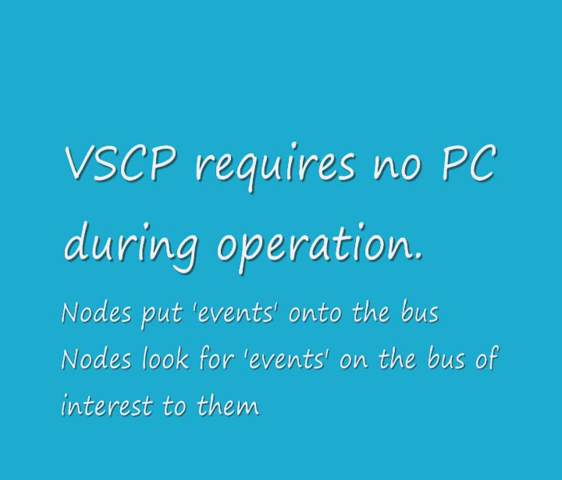 VSCP requires no PC
during operation.
Nodes put 'events' onto the bus
Nodes look for 'events' on the bus of
interest to them